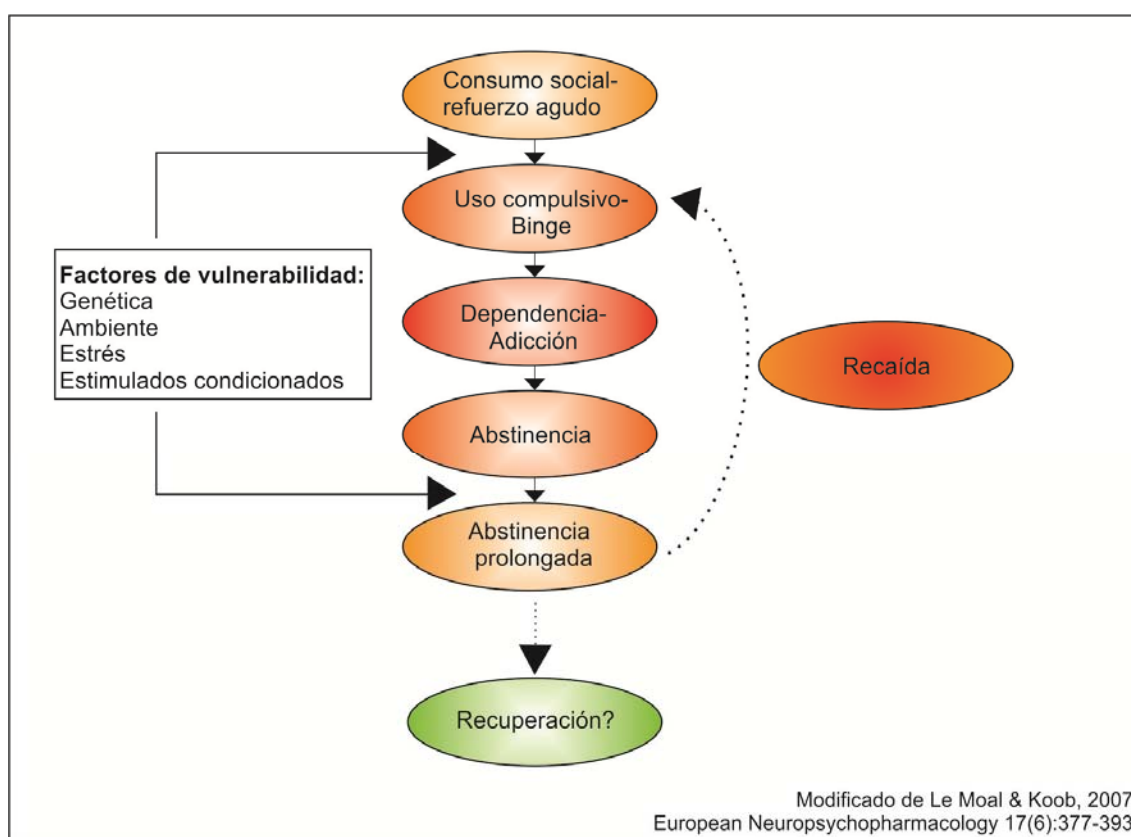 Consumo social-
refuerzo agudo
Uso compulsivo-
Binge
Factores de vulnerabilidad:
Genética
Ambiente
Estrés
Estimulados condicionados
Dependencia-
Adicción
Recaída
Abstinencia
Abstinencia
prolongada
Recuperación?
Modificado de Le Moal & Koob, 2007
European Neuropsychopharmacology 17(6):377-393